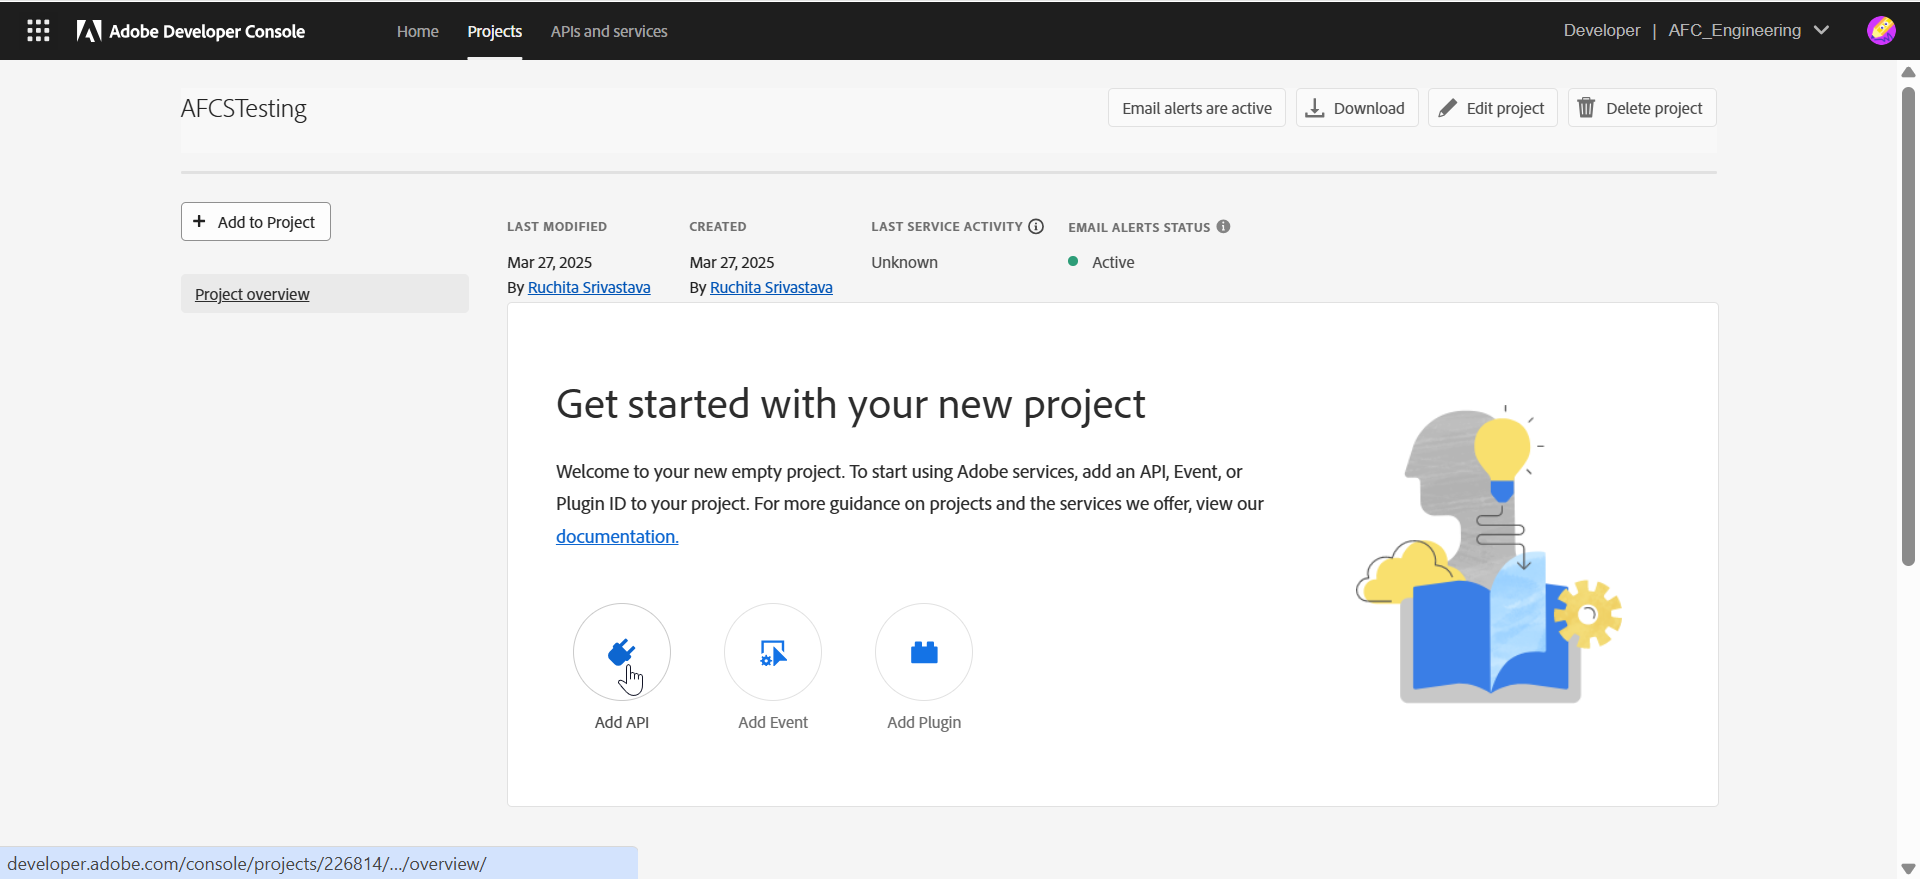 Adobe Developer Console
Home
Projects
APIs and services
Developer | AFC_Engineering
AFCSTesting
Email alerts are active
Download
Edit project
Delete project
+ Add to Project
Project overview
LAST MODIFIED
Mar 27, 2025
By Ruchita Srivastava
CREATED
Mar 27, 2025
By Ruchita Srivastava
LAST SERVICE ACTIVITY
Unknown
EMAIL ALERTS STATUS
Active
Get started with your new project
Welcome to your new empty project. To start using Adobe services, add an API, Event, or
Plugin ID to your project. For more guidance on projects and the services we offer, view our
documentation.
Add API
Add Event
Add Plugin
developer.adobe.com/console/projects/226814/.../overview/